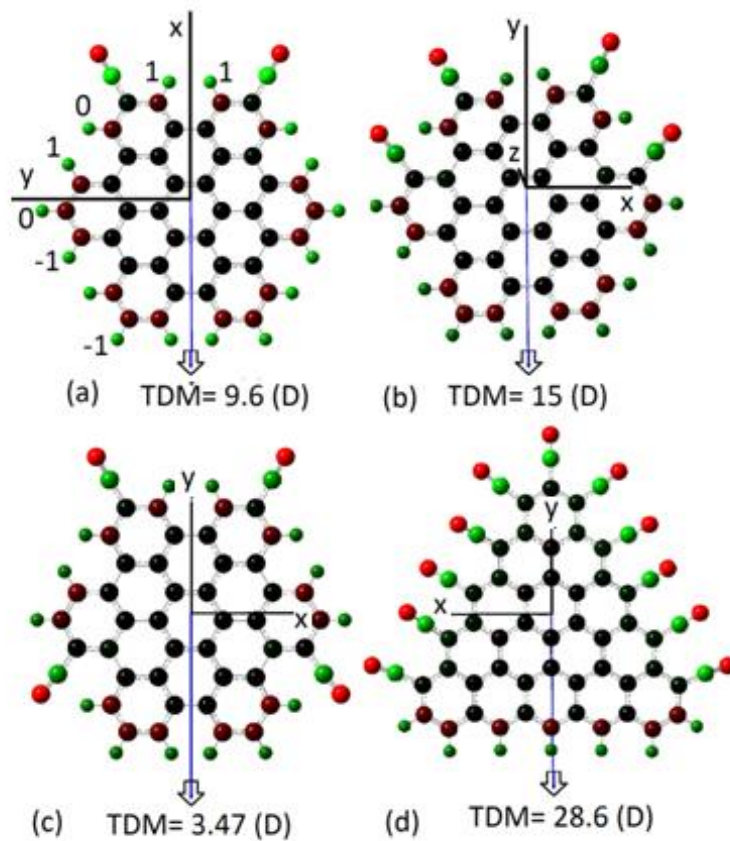 x
y
1
1
0
1
z
y
x
0
-1
-1
(a)
TDM= 9.6 (D)
(b)
TDM= 15 (D)
y
y
x
x
(c)
TDM= 3.47 (D)
(d)
TDM= 28.6 (D)